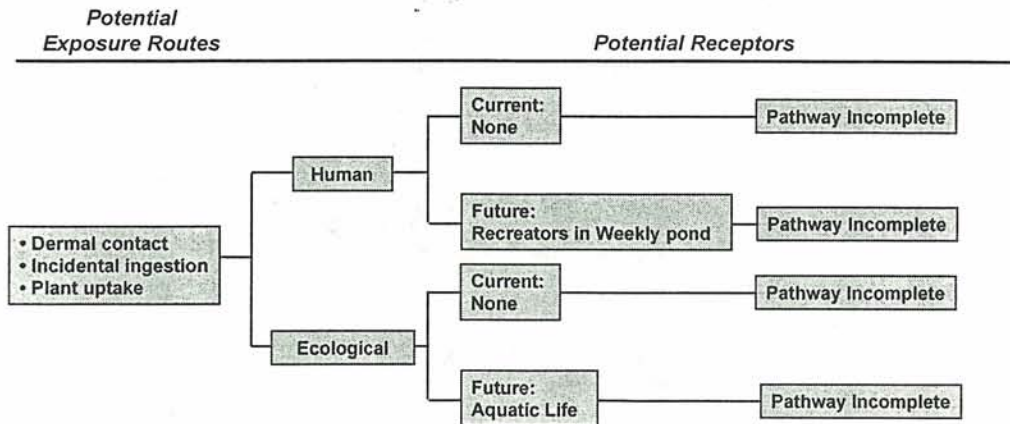 Potential
Exposure Routes
Potential Receptors
Current:
None
Pathway Incomplete
Human
Future:
Recreators in Weekly pond
Pathway Incomplete
• Dermal contact
• Incidental ingestion
• Plant uptake
Current:
None
Pathway Incomplete
Ecological
Future:
Aquatic Life
Pathway Incomplete